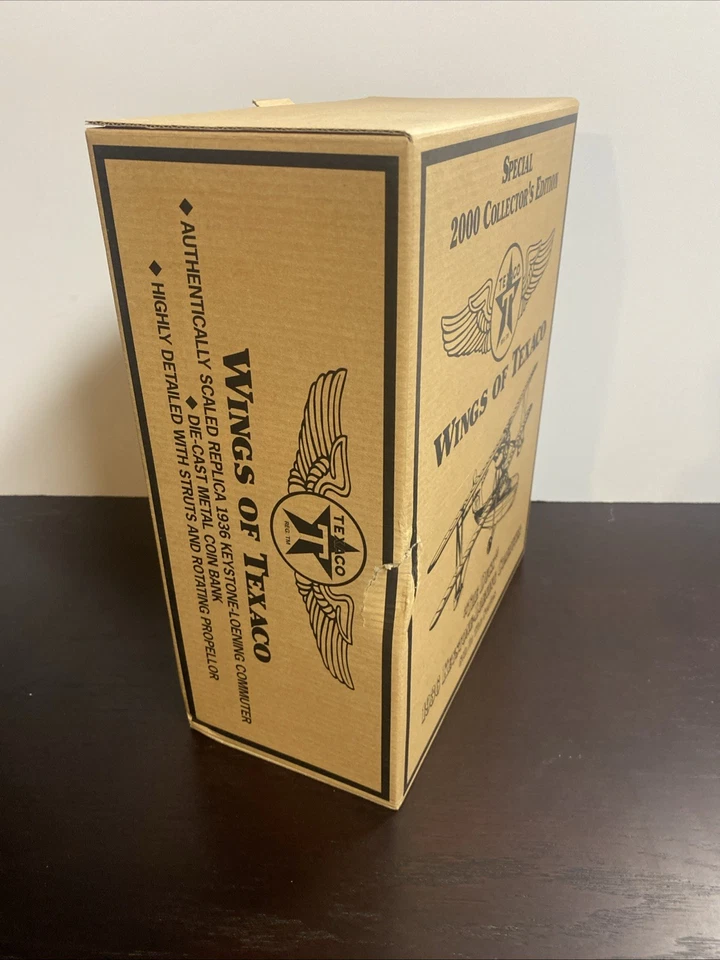 WINGS OF TEXACO
◆ AUTHENTICALLY SCALED REPLICA 1936 KEYSTONE-LOENING COMMUTER
◆ DIE-CAST METAL COIN BANK
◆ HIGHLY DETAILED WITH STRUTS AND ROTATING PROPELLOR
TEXACO
T
REG. TM
SPECIAL
2000 COLLECTOR'S EDITION
TEXACO
T
WINGS OF TEXACO